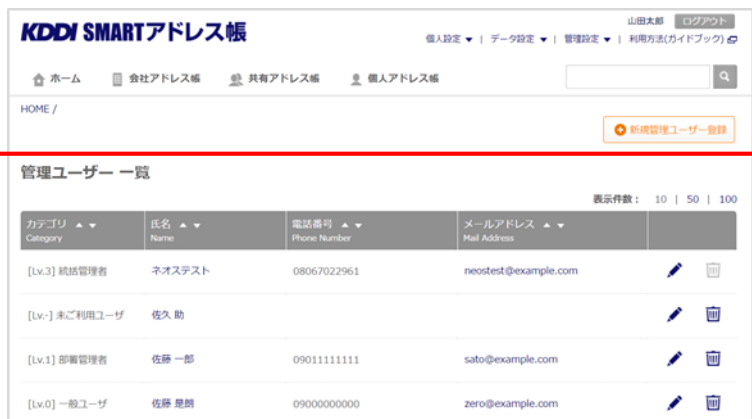 山田太郎 ログアウト
KDDI SMARTアドレス帳
個人設定 ▼ | データ設定 ▼ | 管理設定 ▼ | 利用方法(ガイドブック)
ホーム 会社アドレス帳 共有アドレス帳 個人アドレス帳
HOME /
新規管理ユーザー登録
管理ユーザー 一覧
表示件数： 10 | 50 | 100
カテゴリ ▲ ▼ 氏名 ▲ ▼ 電話番号 ▲ ▼ メールアドレス ▲ ▼
Category Name Phone Number Mail Address
[Lv.3] 統括管理者 ネオステスト 08067022961 neostest@example.com
[Lv.-] 未ご利用ユーザ 佐久 助
[Lv.1] 部署管理者 佐藤 一郎 09011111111 sato@example.com
[Lv.0] 一般ユーザ 佐藤 是朗 09000000000 zero@example.com